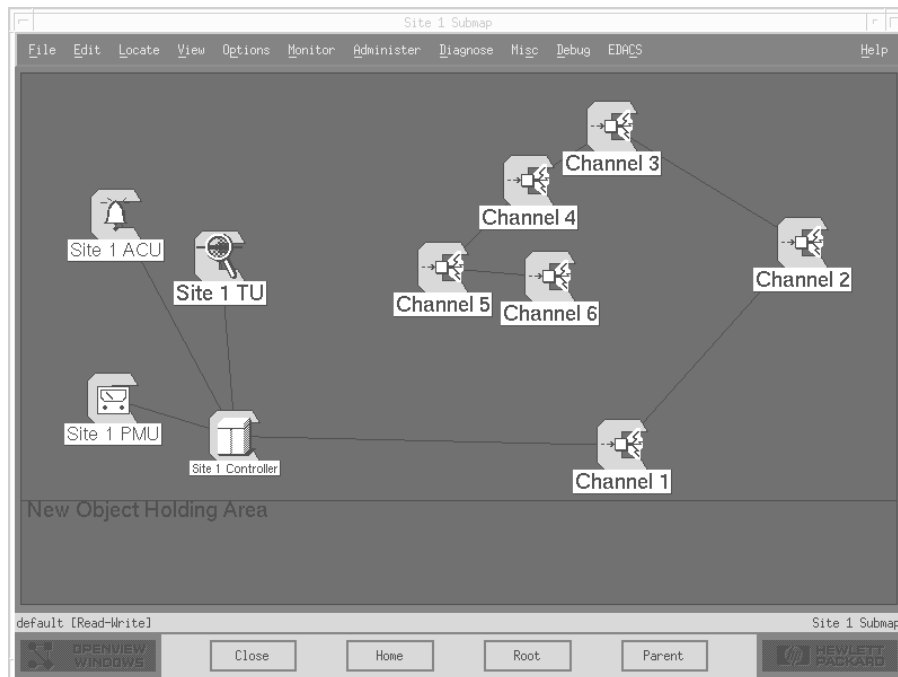 Site 1 Submap
File Edit Locate View Options Monitor Administer Diagnose Misc Debug EDACS Help
Channel 3
Channel 4
Site 1 ACU
Channel 2
Site 1 TU
Channel 5
Channel 6
Site 1 PMU
Site 1 Controller
Channel 1
New Object Holding Area
default [Read-Write] Site 1 Submap
OPENVIEW
WINDOWS
Close Home Root Parent
hp HEWLETT
PACKARD